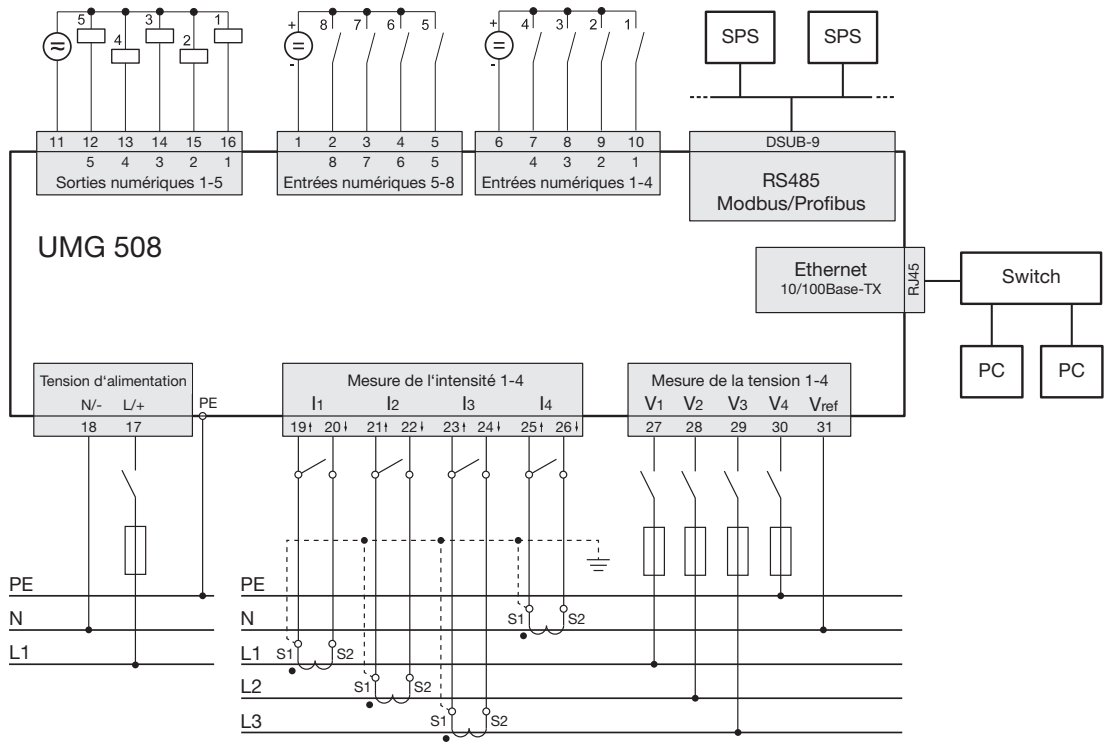 5 3 1
4 2
+ 8 7 6 5
-
+ 4 3 2 1
-
SPS SPS
11 12 13 14 15 16
5 4 3 2 1
Sorties numériques 1-5
1 2 3 4 5
8 7 6 5
Entrées numériques 5-8
6 7 8 9 10
4 3 2 1
Entrées numériques 1-4
DSUB-9
RS485
Modbus/Profibus
UMG 508
Ethernet
10/100Base-TX
RJ45
Switch
PC PC
Tension d'alimentation
N/- L/+ PE
18 17
Mesure de l'intensité 1-4
I1 I2 I3 I4
19 20 21 22 23 24 25 26
Mesure de la tension 1-4
V1 V2 V3 V4 Vref
27 28 29 30 31
PE
N
L1
PE
N
L1
L2
L3
S1 S2
S1 S2
S1 S2
S1 S2